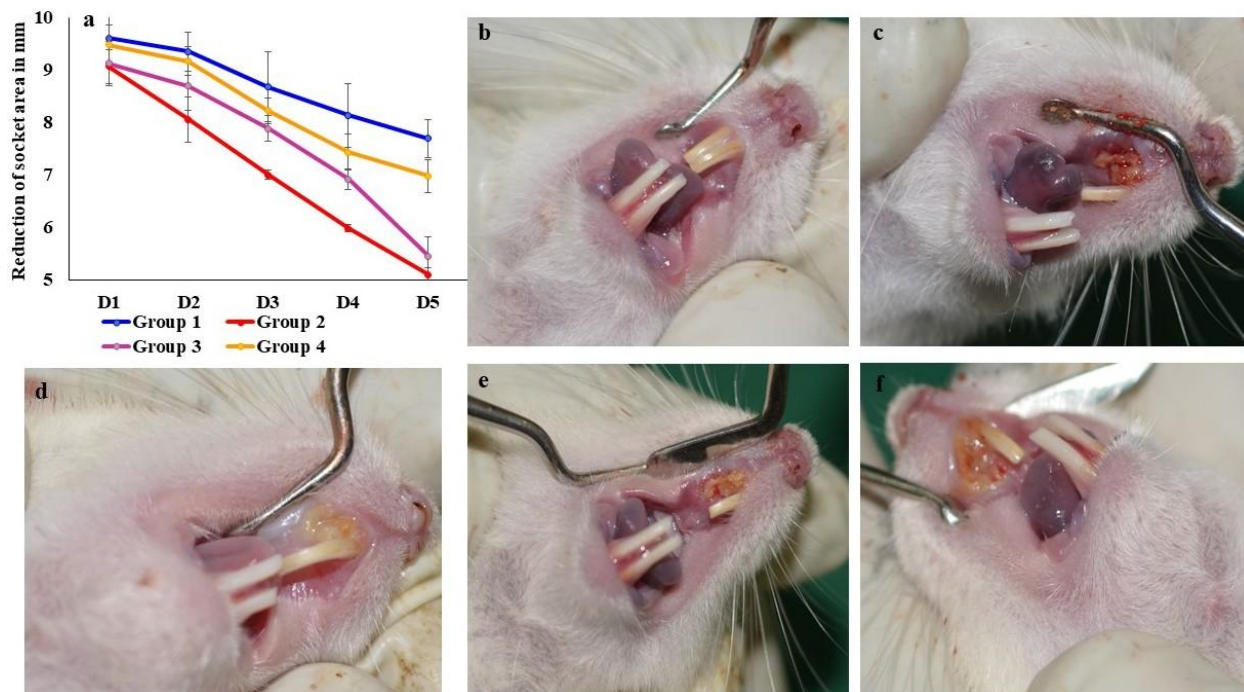 a
Reduction of socket area in mm
10
9
8
7
6
5
D1 D2 D3 D4 D5
Group 1 Group 2
Group 3 Group 4
b
c
d
e
f